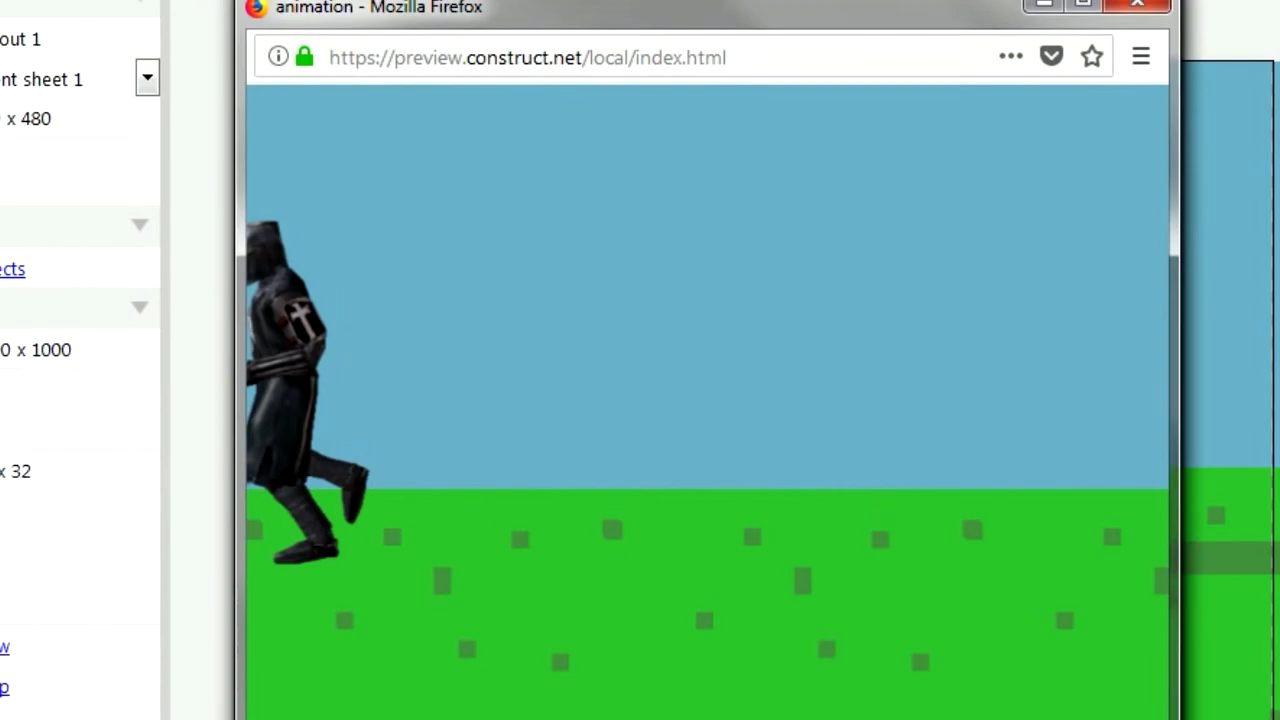 animation - Mozilla Firefox
out 1
https://preview.construct.net/local/index.html
nt sheet 1
x 480
ects
0 x 1000
x 32
w
p